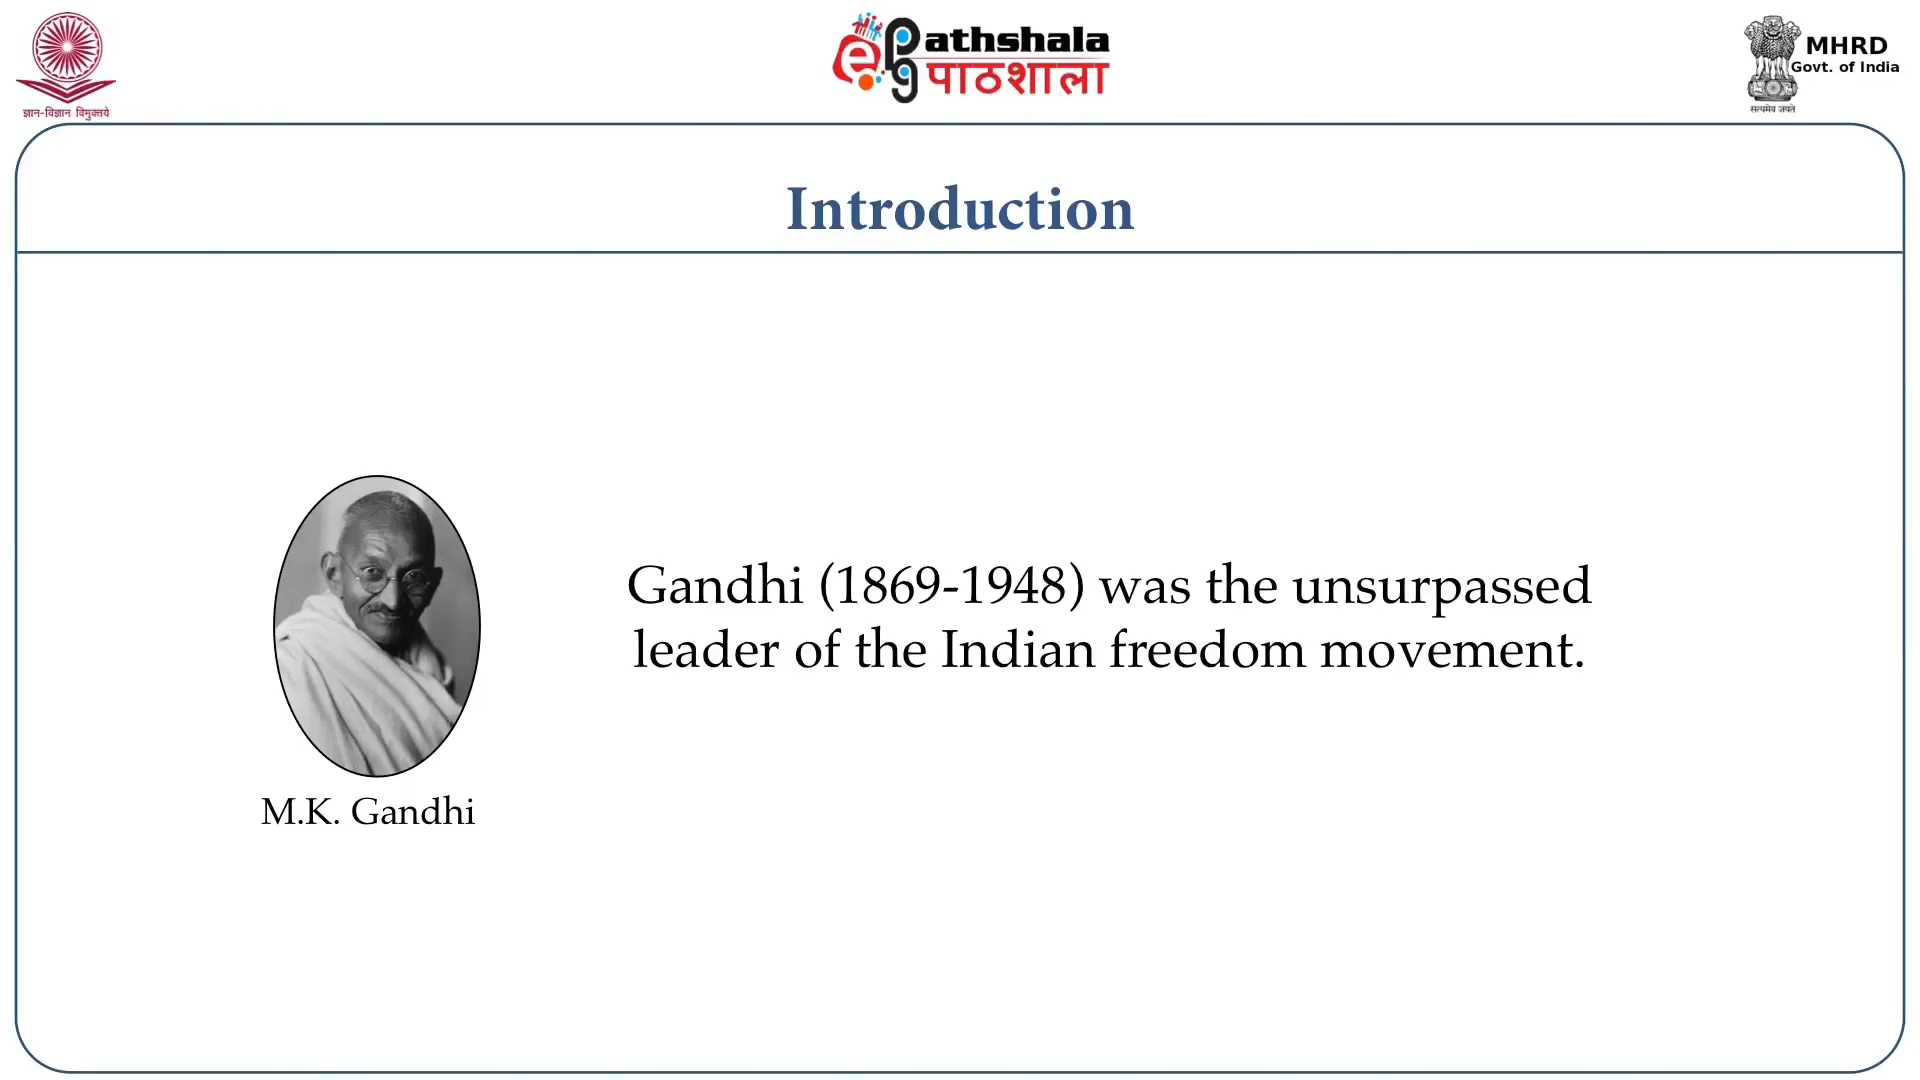 ज्ञान-विज्ञान विमुक्तये
ePathshala
पाठशाला
MHRD
Govt. of India
सत्यमेव जयते
Introduction
Gandhi (1869-1948) was the unsurpassed
leader of the Indian freedom movement.
M.K. Gandhi